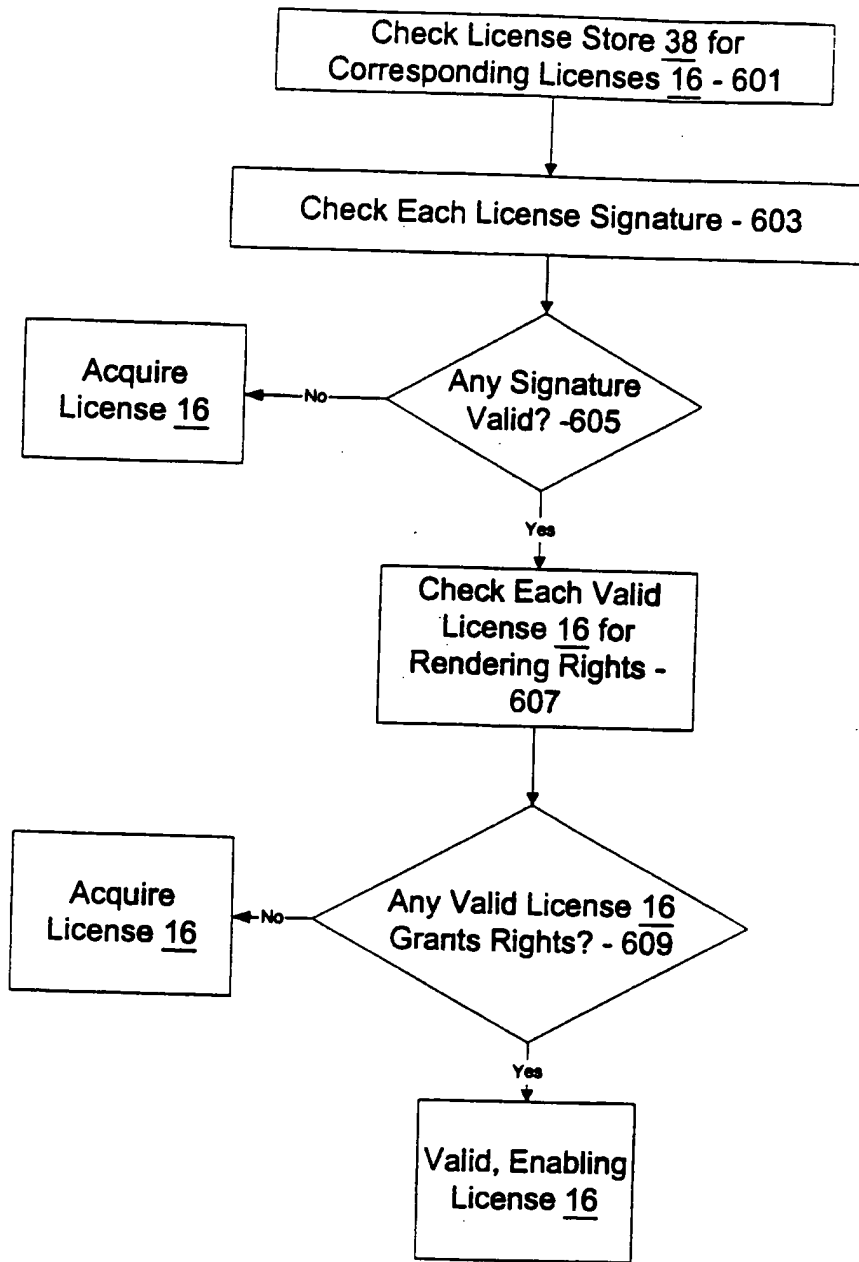 Check License Store 38 for
Corresponding Licenses 16 - 601
Check Each License Signature - 603
Acquire
License 16
No
Any Signature
Valid? -605
Yes
Check Each Valid
License 16 for
Rendering Rights -
607
Acquire
License 16
No
Any Valid License 16
Grants Rights? - 609
Yes
Valid, Enabling
License 16